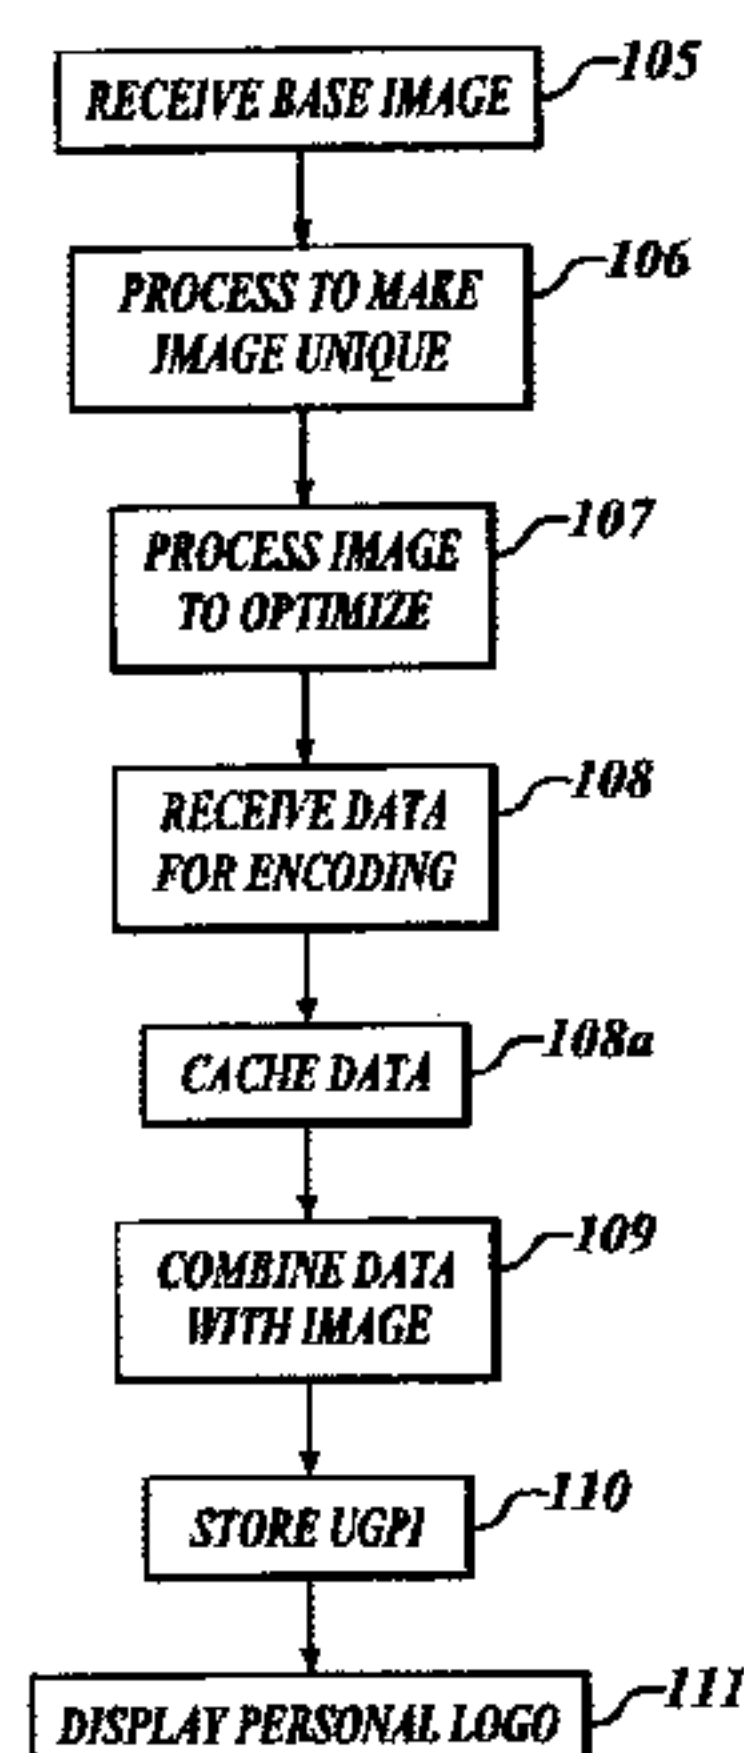 105
RECEIVE BASE IMAGE
106
PROCESS TO MAKE
IMAGE UNIQUE
107
PROCESS IMAGE
TO OPTIMIZE
108
RECEIVE DATA
FOR ENCODING
108a
CACHE DATA
109
COMBINE DATA
WITH IMAGE
110
STORE UGPI
111
DISPLAY PERSONAL LOGO